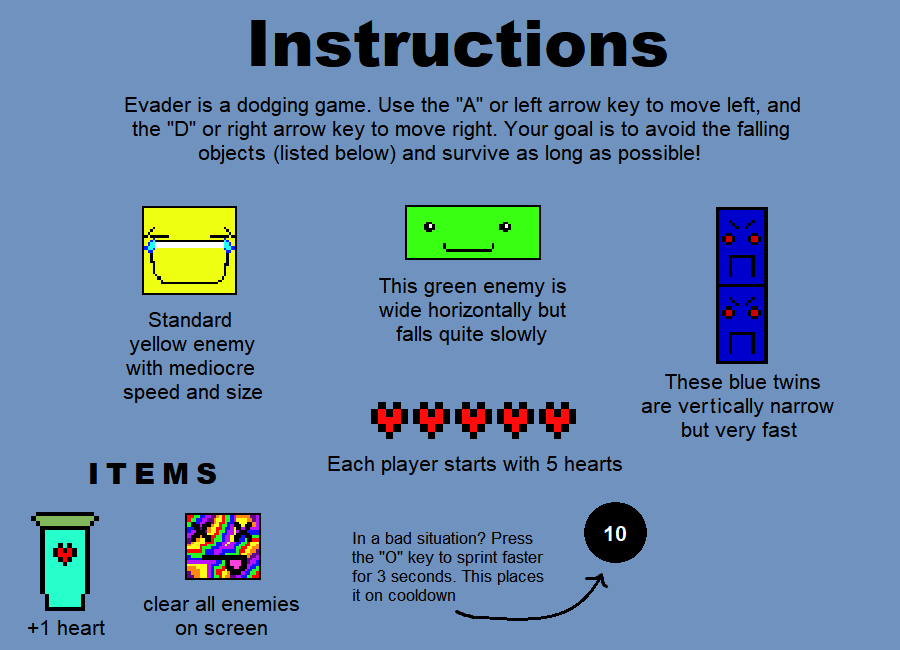 Instructions
Evader is a dodging game. Use the "A" or left arrow key to move left, and
the "D" or right arrow key to move right. Your goal is to avoid the falling
objects (listed below) and survive as long as possible!
Standard
yellow enemy
with mediocre
speed and size
This green enemy is
wide horizontally but
falls quite slowly
These blue twins
are vertically narrow
but very fast
Each player starts with 5 hearts
ITEMS
+1 heart
clear all enemies
on screen
In a bad situation? Press
the "O" key to sprint faster
for 3 seconds. This places
it on cooldown
10